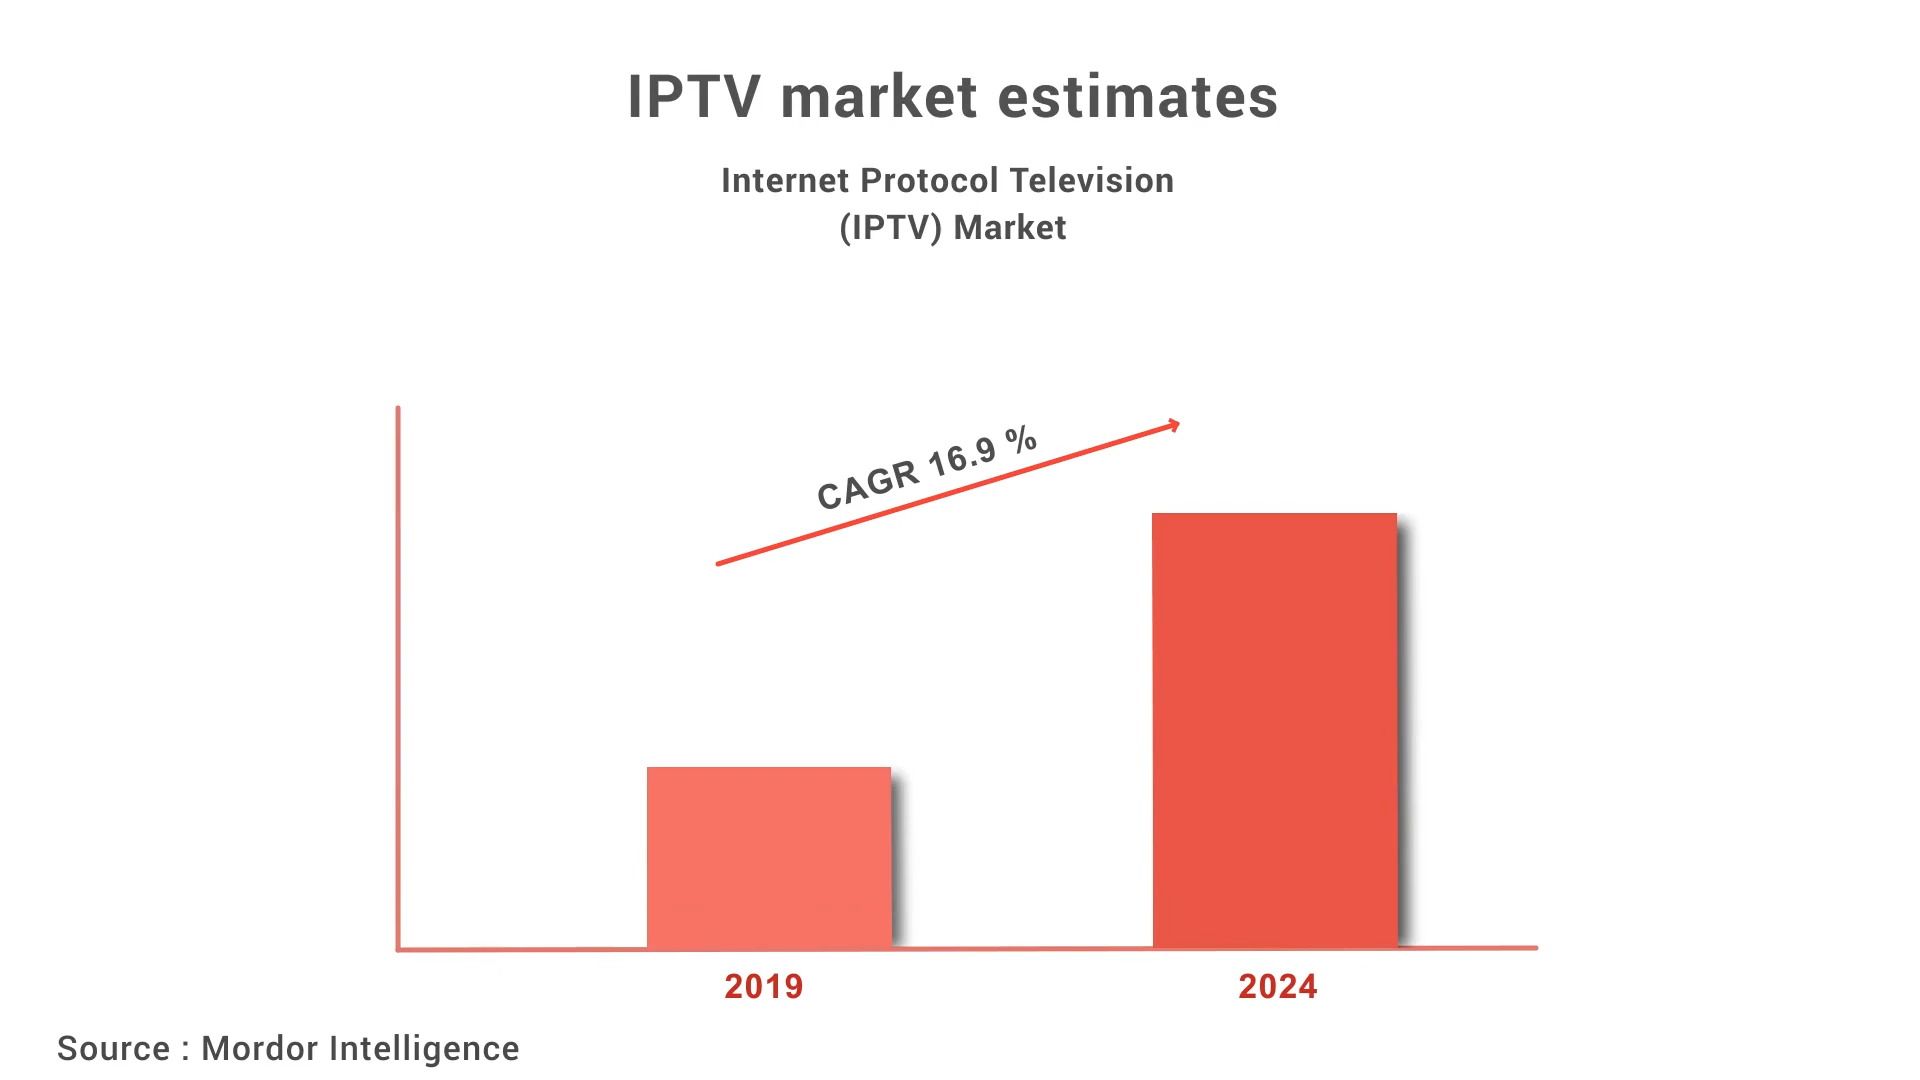 IPTV market estimates
Internet Protocol Television
(IPTV) Market
CAGR 16.9 %
2019
2024
Source : Mordor Intelligence